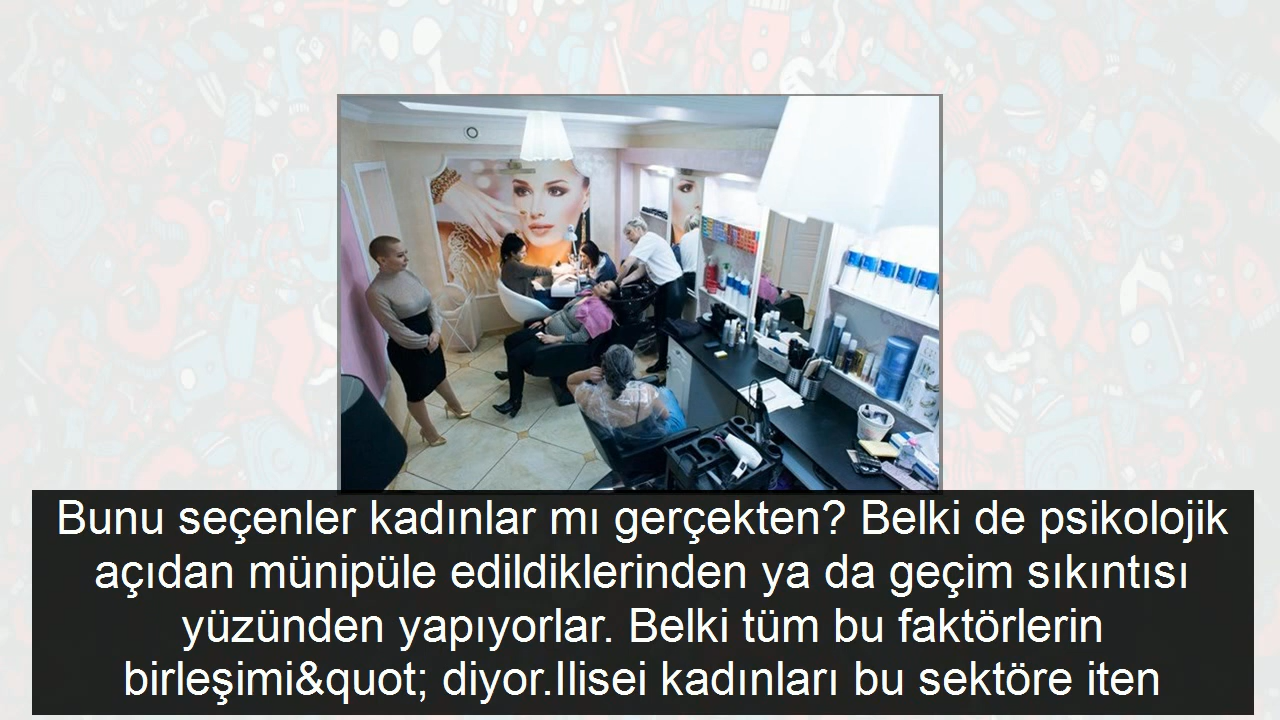 Bunu seçenler kadınlar mı gerçekten? Belki de psikolojik
açıdan münipüle edildiklerinden ya da geçim sıkıntısı
yüzünden yapıyorlar. Belki tüm bu faktörlerin
birleşimi&quot; diyor.Ilisei kadınları bu sektöre iten